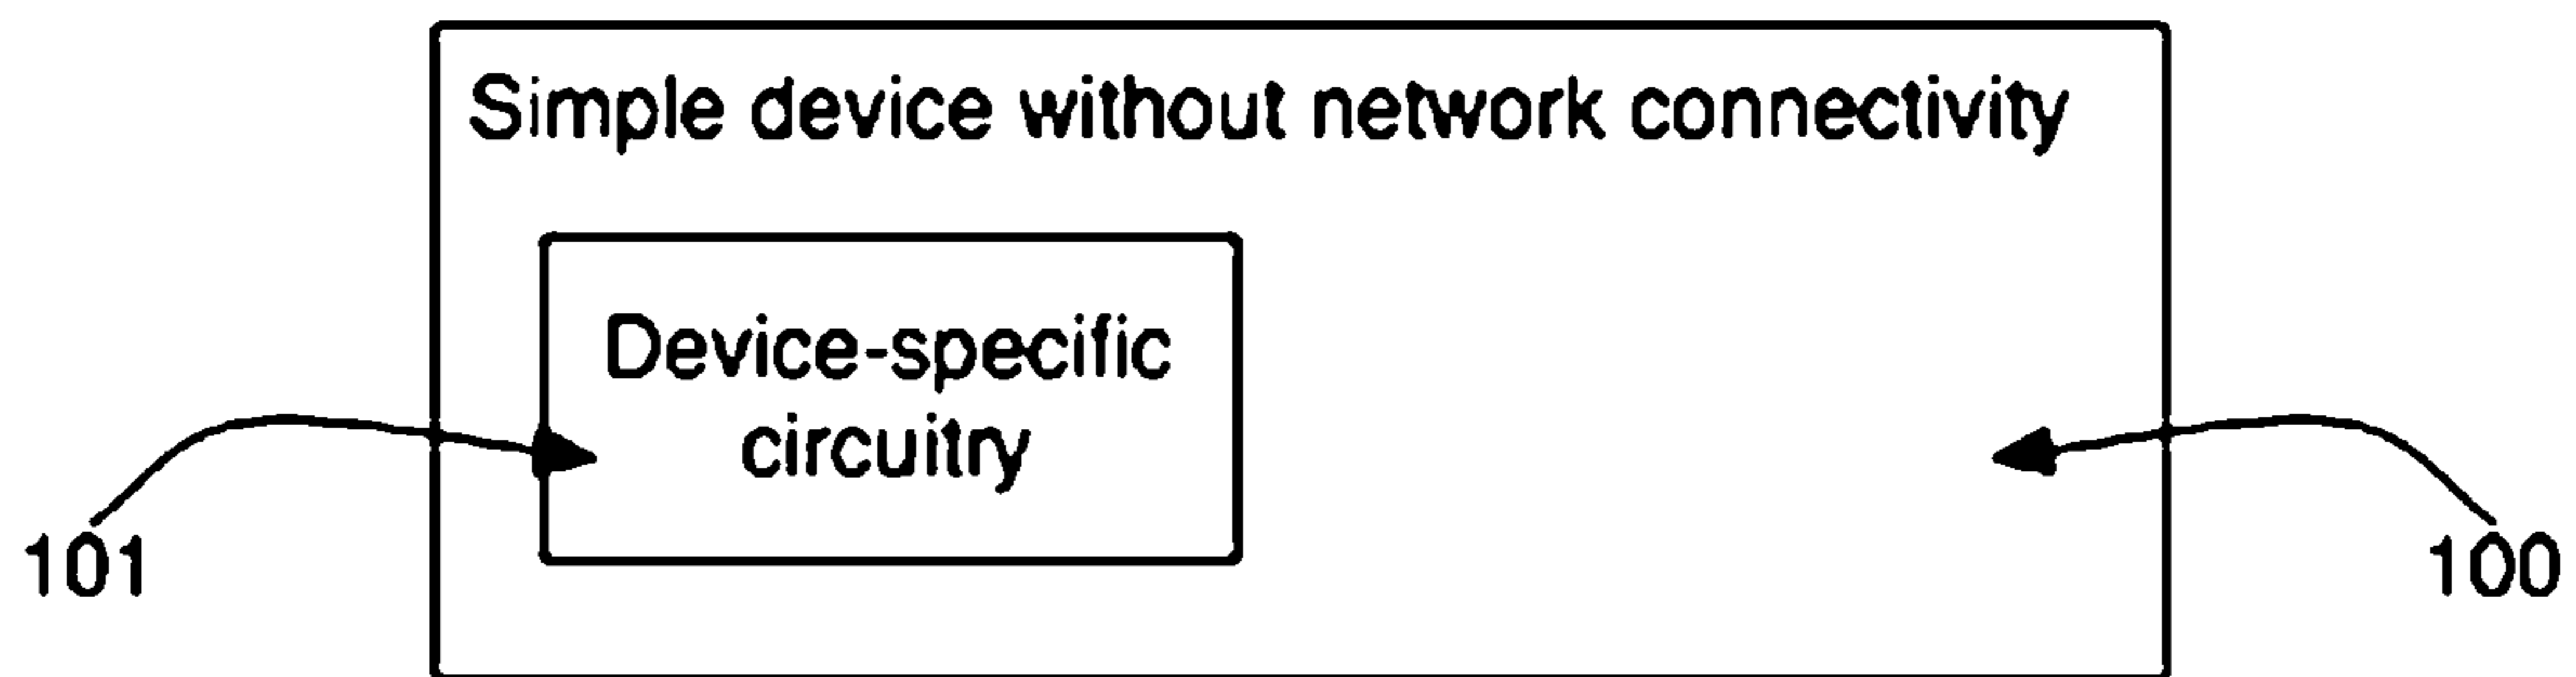 Simple device without network connectivity
Device-specific
circuitry
101
100